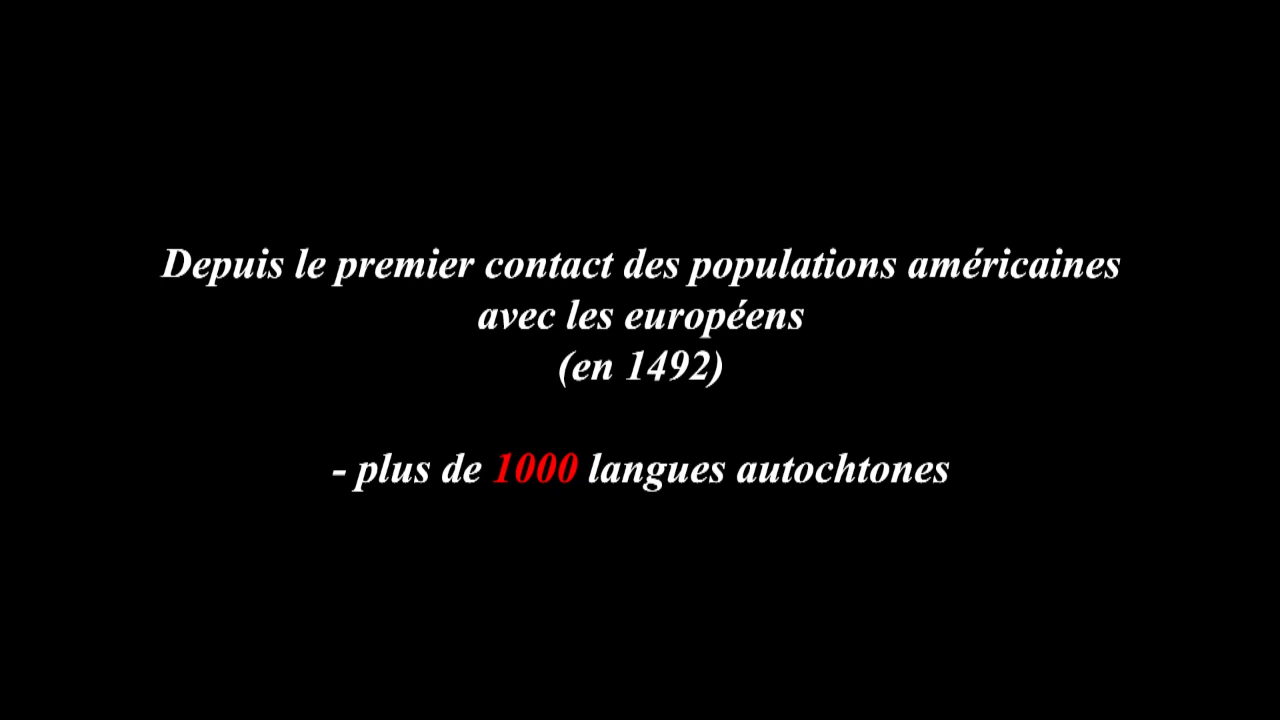 Depuis le premier contact des populations américaines
avec les européens
(en 1492)
- plus de 1000 langues autochtones